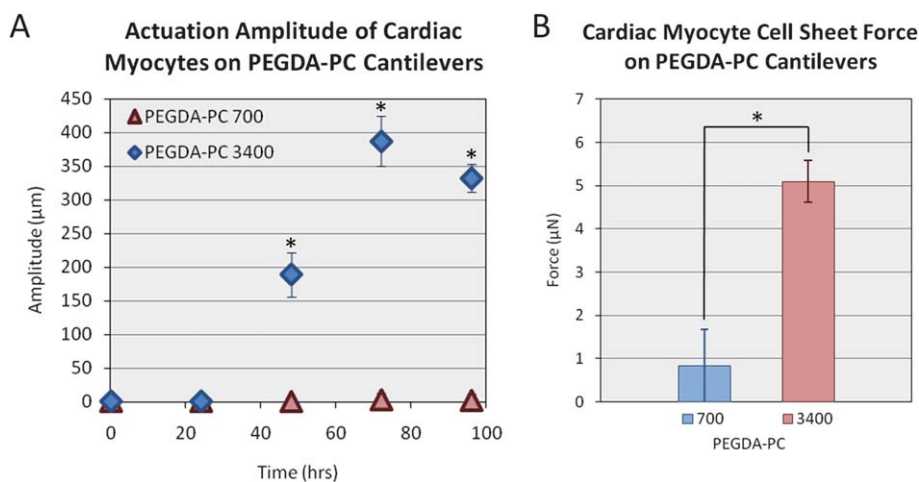 A
Actuation Amplitude of Cardiac
Myocytes on PEGDA-PC Cantilevers
450
400
350
300
250
200
150
100
50
0
Amplitude (μm)
PEGDA-PC 700
PEGDA-PC 3400
*
*
*
0
20
40
60
80
100
Time (hrs)
B
Cardiac Myocyte Cell Sheet Force
on PEGDA-PC Cantilevers
7
6
5
4
3
2
1
0
Force (μN)
*
700
3400
PEGDA-PC